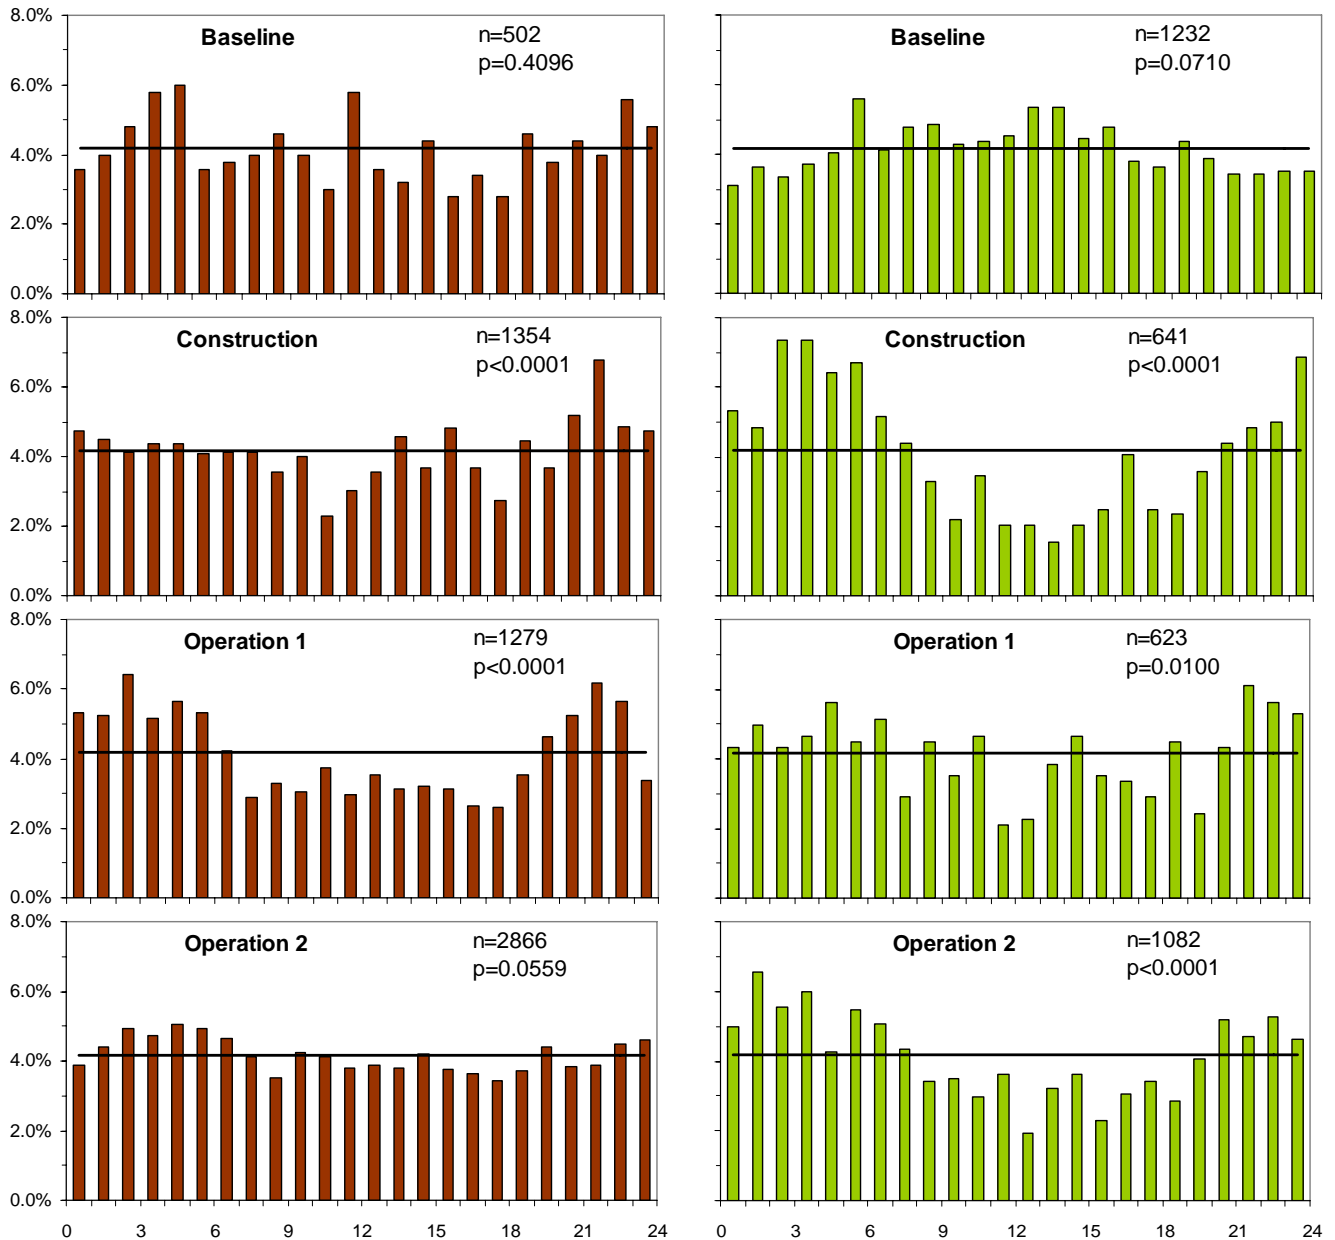 8.0%
6.0%
4.0%
2.0%
0.0%
Baseline
n=502
p=0.4096
Baseline
n=1232
p=0.0710
8.0%
6.0%
4.0%
2.0%
0.0%
Construction
n=1354
p<0.0001
Construction
n=641
p<0.0001
8.0%
6.0%
4.0%
2.0%
0.0%
Operation 1
n=1279
p<0.0001
Operation 1
n=623
p=0.0100
8.0%
6.0%
4.0%
2.0%
0.0%
Operation 2
n=2866
p=0.0559
Operation 2
n=1082
p<0.0001
0 3 6 9 12 15 18 21 24
0 3 6 9 12 15 18 21 24